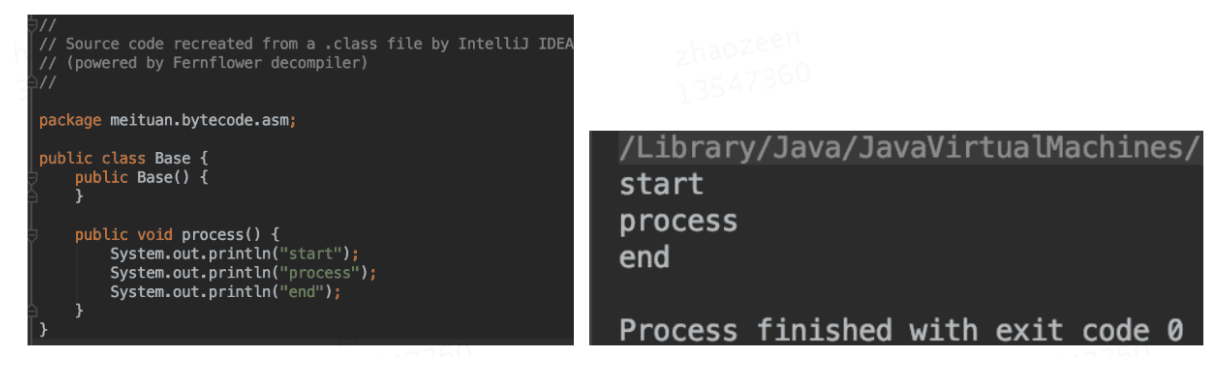 //
// Source code recreated from a .class file by IntelliJ IDEA
// (powered by Fernflower decompiler)
//
package meituan.bytecode.asm;
public class Base {
    public Base() {
    }
    public void process() {
        System.out.println("start");
        System.out.println("process");
        System.out.println("end");
    }
}
zhaozeen
13547360
/Library/Java/JavaVirtualMachines/
start
process
end
Process finished with exit code 0